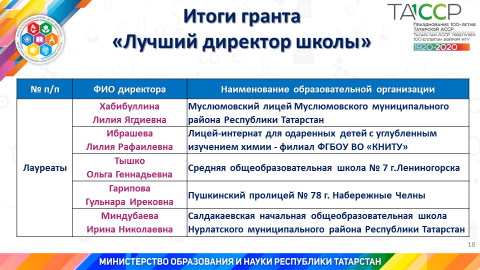 Итоги гранта
«Лучший директор школы»
ТАССР
ПРАЗДНОВАНИЕ 100-ЛЕТИЯ
ТАТАРСКОЙ АССР
1920-2020
№ п/п
ФИО директора
Наименование образовательной организации
Лауреаты
Хабибуллина
Лилия Ягдиевна
Муслюмовский лицей Муслюмовского муниципального
района Республики Татарстан
Ибрашева
Лилия Рафаилевна
Лицей-интернат для одаренных детей с углубленным
изучением химии - филиал ФГБОУ ВО «КНИТУ»
Тышко
Ольга Геннадьевна
Средняя общеобразовательная школа № 7 г.Лениногорска
Гарипова
Гульнара Ирековна
Пушкинский пролицей № 78 г. Набережные Челны
Миндубаева
Ирина Николаевна
Салдакаевская начальная общеобразовательная школа
Нурлатского муниципального района Республики Татарстан
18
МИНИСТЕРСТВО ОБРАЗОВАНИЯ И НАУКИ РЕСПУБЛИКИ ТАТАРСТАН